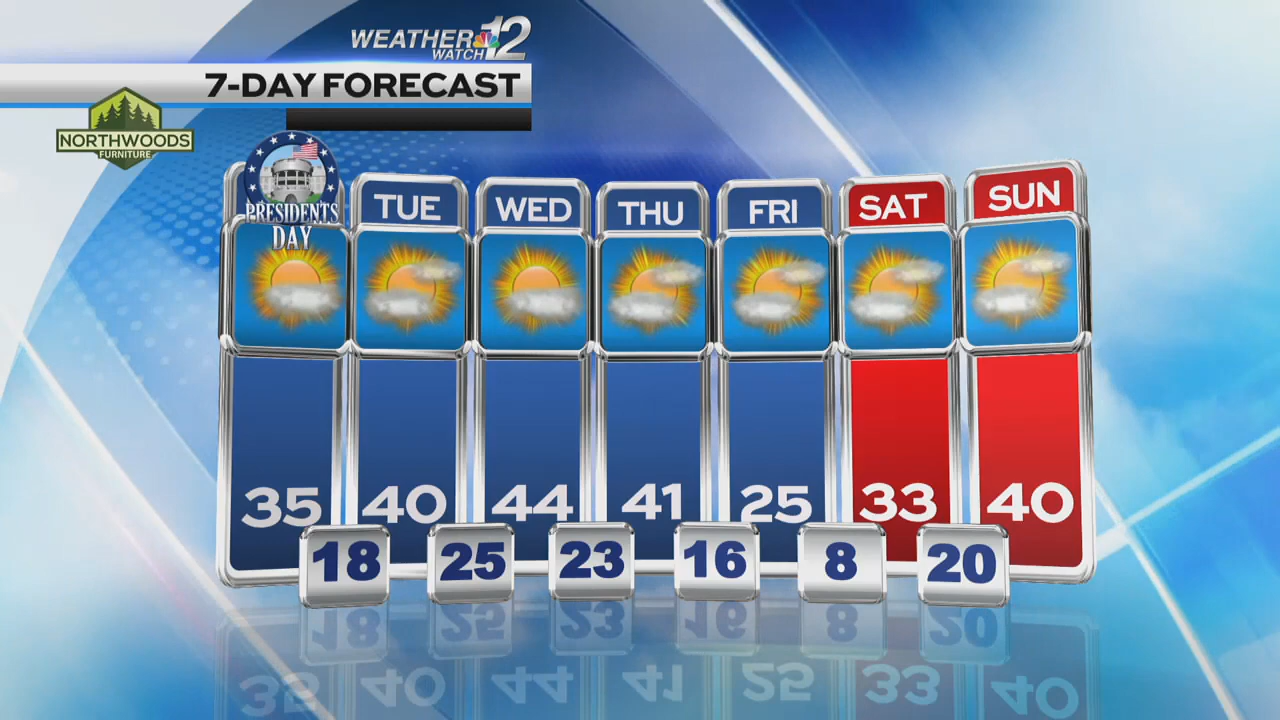 WEATHER 12
WATCH
7-DAY FORECAST
NORTHWOODS
FURNITURE
PRESIDENTS
DAY
TUE WED THU FRI SAT SUN
35 40 44 41 25 33 40
18 25 23 16 8 20